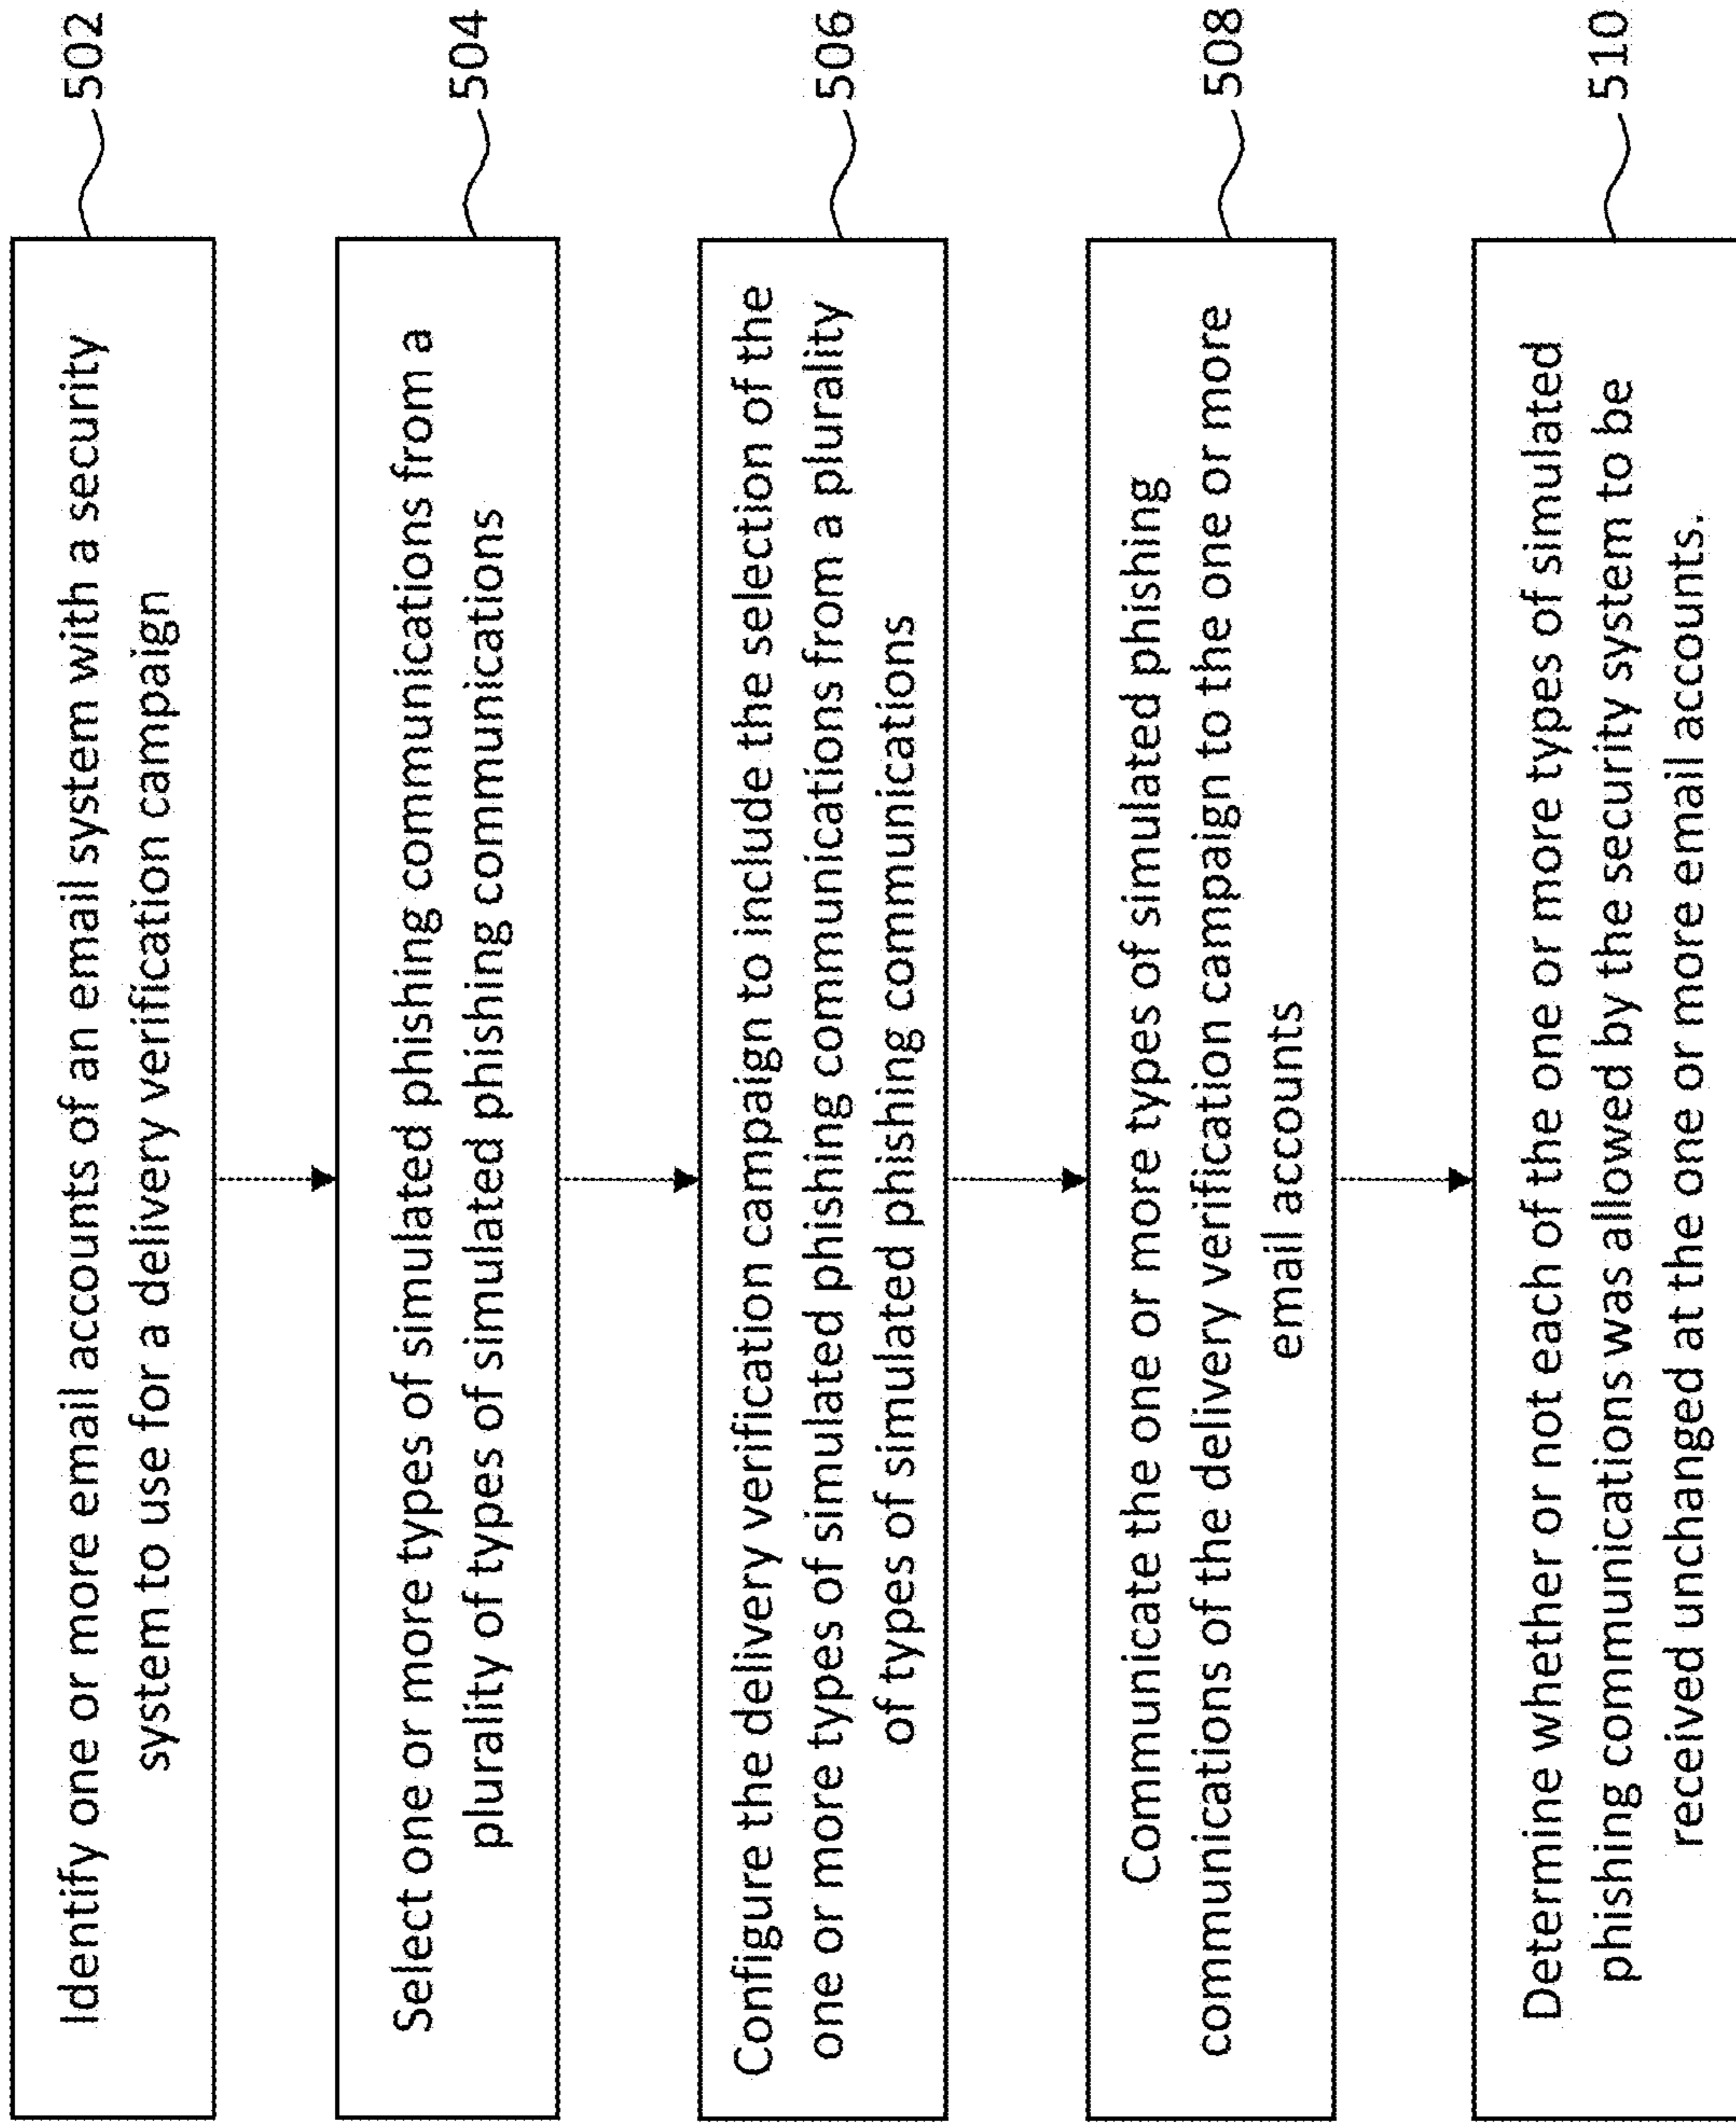 Identify one or more email accounts of an email system with a security
system to use for a delivery verification campaign
502
Select one or more types of simulated phishing communications from a
plurality of types of simulated phishing communications
504
Configure the delivery verification campaign to include the selection of the
one or more types of simulated phishing communications from a plurality
of types of simulated phishing communications
506
Communicate the one or more types of simulated phishing
communications of the delivery verification campaign to the one or more
email accounts
508
Determine whether or not each of the one or more types of simulated
phishing communications was allowed by the security system to be
received unchanged at the one or more email accounts.
510